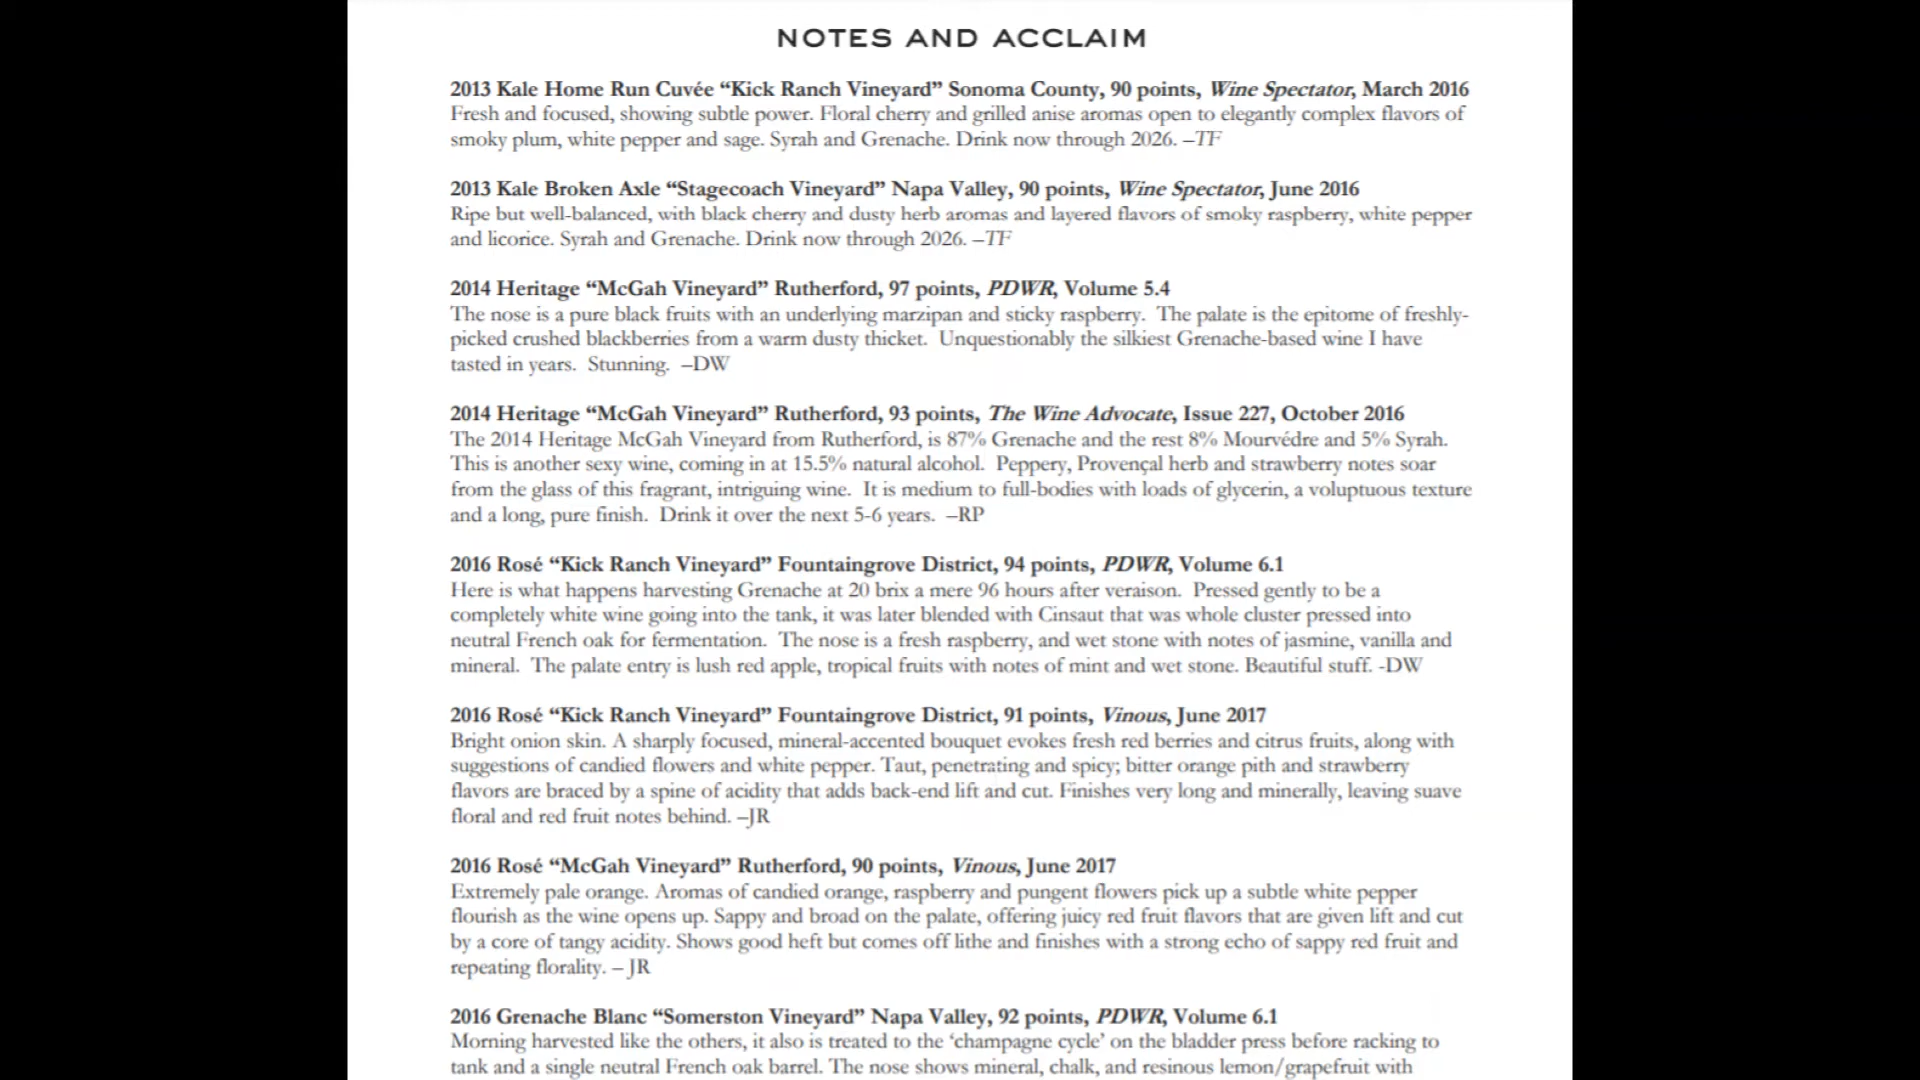 NOTES AND ACCLAIM
2013 Kale Home Run Cuvée “Kick Ranch Vineyard” Sonoma County, 90 points, Wine Spectator, March 2016
Fresh and focused, showing subtle power. Floral cherry and grilled anise aromas open to elegantly complex flavors of
smoky plum, white pepper and sage. Syrah and Grenache. Drink now through 2026. –TF
2013 Kale Broken Axle “Stagecoach Vineyard” Napa Valley, 90 points, Wine Spectator, June 2016
Ripe but well-balanced, with black cherry and dusty herb aromas and layered flavors of smoky raspberry, white pepper
and licorice. Syrah and Grenache. Drink now through 2026. –TF
2014 Heritage “McGah Vineyard” Rutherford, 97 points, PDWR, Volume 5.4
The nose is a pure black fruits with an underlying marzipan and sticky raspberry.  The palate is the epitome of freshly-
picked crushed blackberries from a warm dusty thicket.  Unquestionably the silkiest Grenache-based wine I have
tasted in years.  Stunning.  –DW
2014 Heritage “McGah Vineyard” Rutherford, 93 points, The Wine Advocate, Issue 227, October 2016
The 2014 Heritage McGah Vineyard from Rutherford, is 87% Grenache and the rest 8% Mourvédre and 5% Syrah.
This is another sexy wine, coming in at 15.5% natural alcohol.  Peppery, Provençal herb and strawberry notes soar
from the glass of this fragrant, intriguing wine.  It is medium to full-bodies with loads of glycerin, a voluptuous texture
and a long, pure finish.  Drink it over the next 5-6 years.  –RP
2016 Rosé “Kick Ranch Vineyard” Fountaingrove District, 94 points, PDWR, Volume 6.1
Here is what happens harvesting Grenache at 20 brix a mere 96 hours after veraison.  Pressed gently to be a
completely white wine going into the tank, it was later blended with Cinsaut that was whole cluster pressed into
neutral French oak for fermentation.  The nose is a fresh raspberry, and wet stone with notes of jasmine, vanilla and
mineral.  The palate entry is lush red apple, tropical fruits with notes of mint and wet stone. Beautiful stuff. -DW
2016 Rosé “Kick Ranch Vineyard” Fountaingrove District, 91 points, Vinous, June 2017
Bright onion skin. A sharply focused, mineral-accented bouquet evokes fresh red berries and citrus fruits, along with
suggestions of candied flowers and white pepper. Taut, penetrating and spicy; bitter orange pith and strawberry
flavors are braced by a spine of acidity that adds back-end lift and cut. Finishes very long and minerally, leaving suave
floral and red fruit notes behind. –JR
2016 Rosé “McGah Vineyard” Rutherford, 90 points, Vinous, June 2017
Extremely pale orange. Aromas of candied orange, raspberry and pungent flowers pick up a subtle white pepper
flourish as the wine opens up. Sappy and broad on the palate, offering juicy red fruit flavors that are given lift and cut
by a core of tangy acidity. Shows good heft but comes off lithe and finishes with a strong echo of sappy red fruit and
repeating florality. – JR
2016 Grenache Blanc “Somerston Vineyard” Napa Valley, 92 points, PDWR, Volume 6.1
Morning harvested like the others, it also is treated to the ‘champagne cycle’ on the bladder press before racking to
tank and a single neutral French oak barrel. The nose shows mineral, chalk, and resinous lemon/grapefruit with